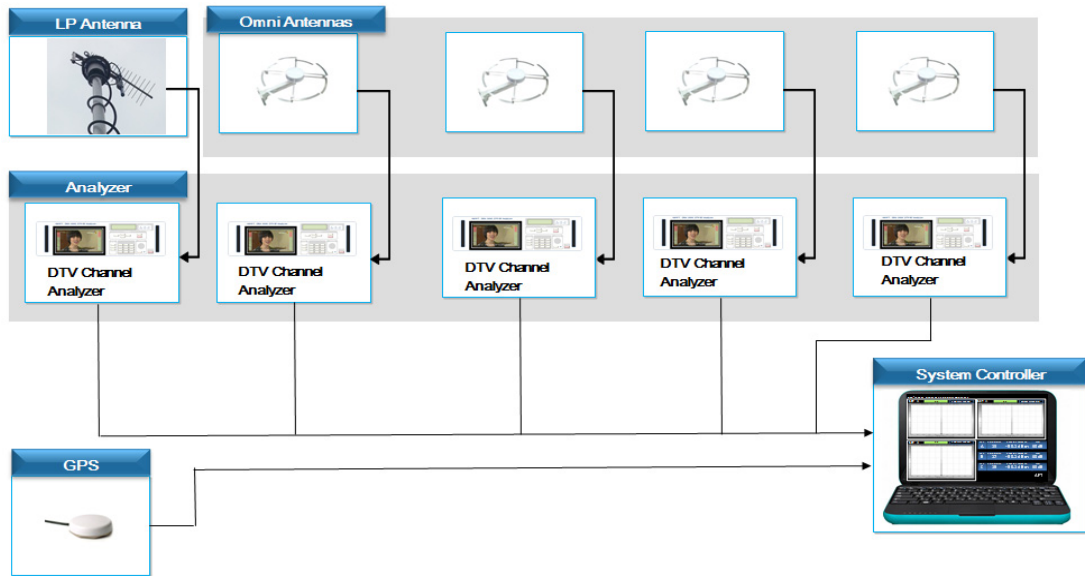 LP Antenna
Omni Antennas
Analyzer
DTV Channel
Analyzer
DTV Channel
Analyzer
DTV Channel
Analyzer
DTV Channel
Analyzer
DTV Channel
Analyzer
System Controller
GPS